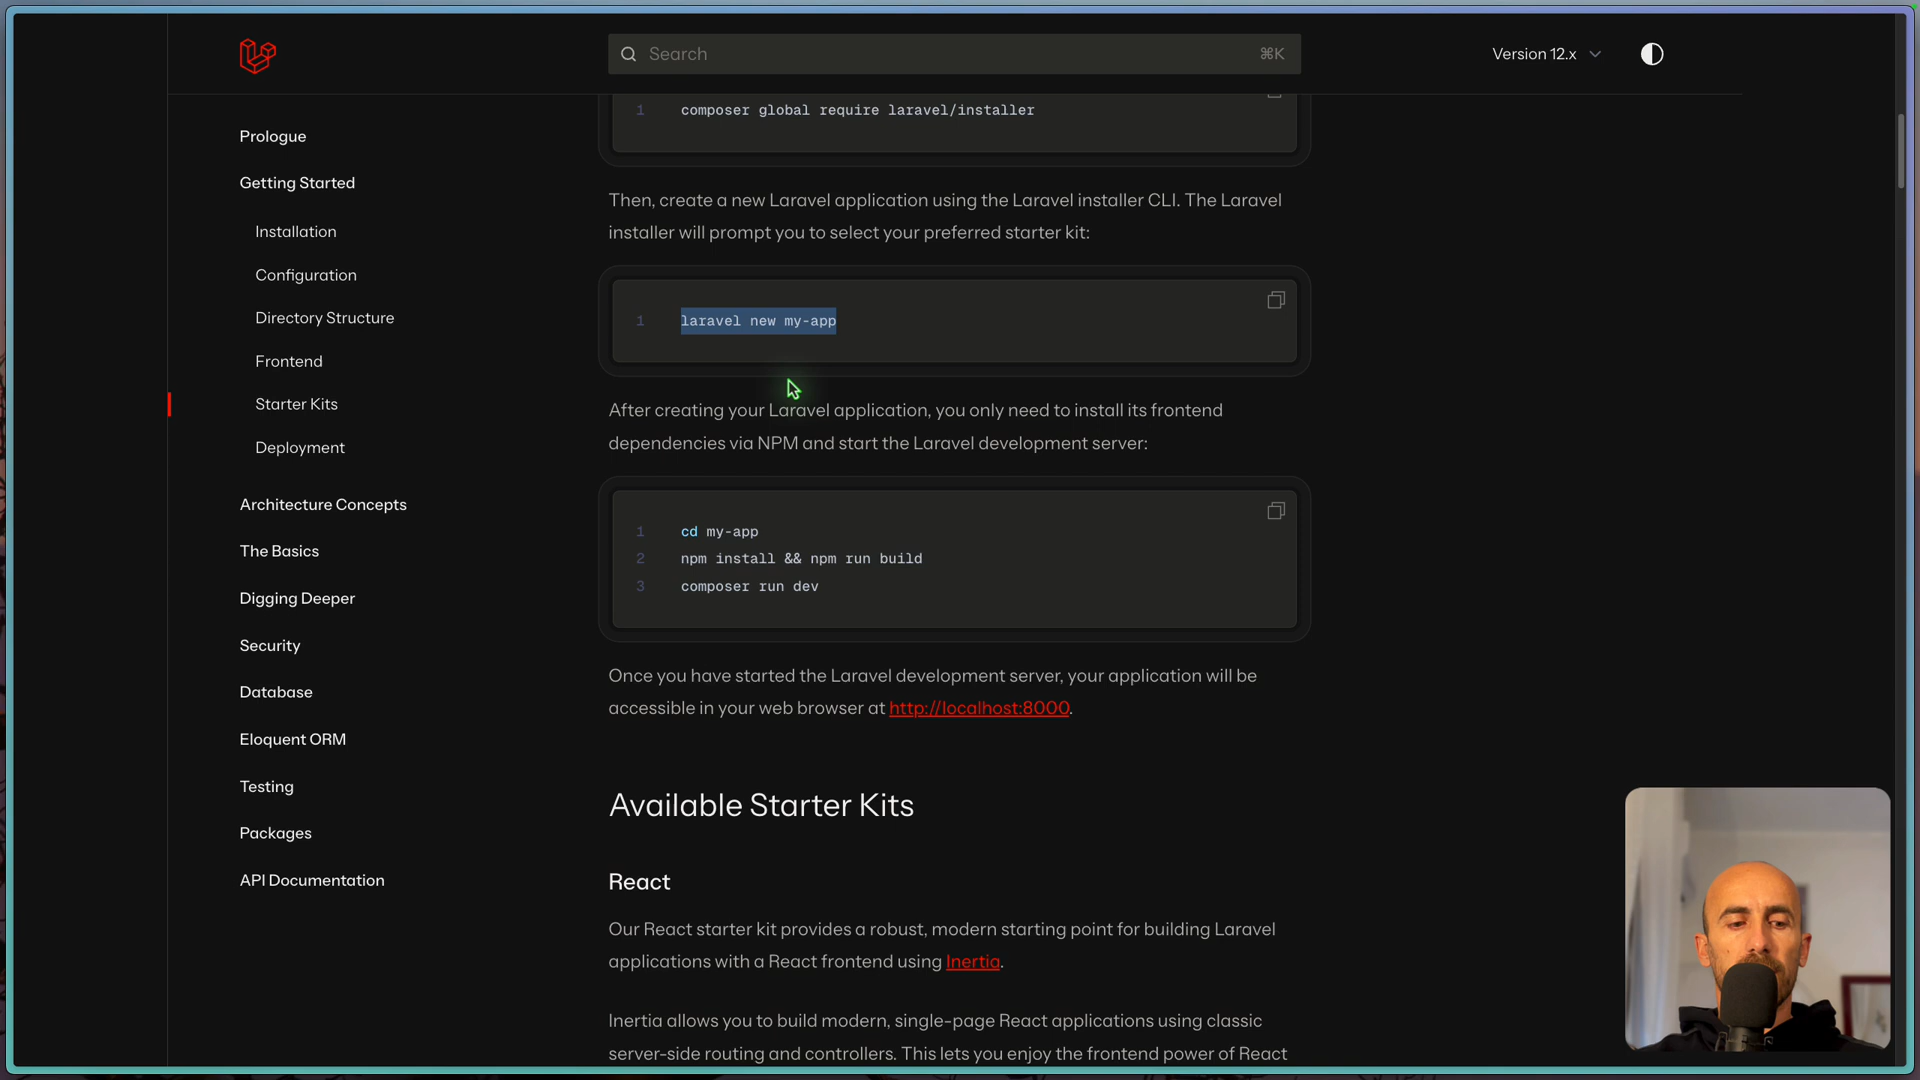 Search
⌘K
Version 12.x
Prologue
Getting Started
Installation
Configuration
Directory Structure
Frontend
Starter Kits
Deployment
Architecture Concepts
The Basics
Digging Deeper
Security
Database
Eloquent ORM
Testing
Packages
API Documentation
1 composer global require laravel/installer
Then, create a new Laravel application using the Laravel installer CLI. The Laravel
installer will prompt you to select your preferred starter kit:
1 laravel new my-app
After creating your Laravel application, you only need to install its frontend
dependencies via NPM and start the Laravel development server:
1 cd my-app
2 npm install && npm run build
3 composer run dev
Once you have started the Laravel development server, your application will be
accessible in your web browser at http://localhost:8000.
Available Starter Kits
React
Our React starter kit provides a robust, modern starting point for building Laravel
applications with a React frontend using Inertia.
Inertia allows you to build modern, single-page React applications using classic
server-side routing and controllers. This lets you enjoy the frontend power of React